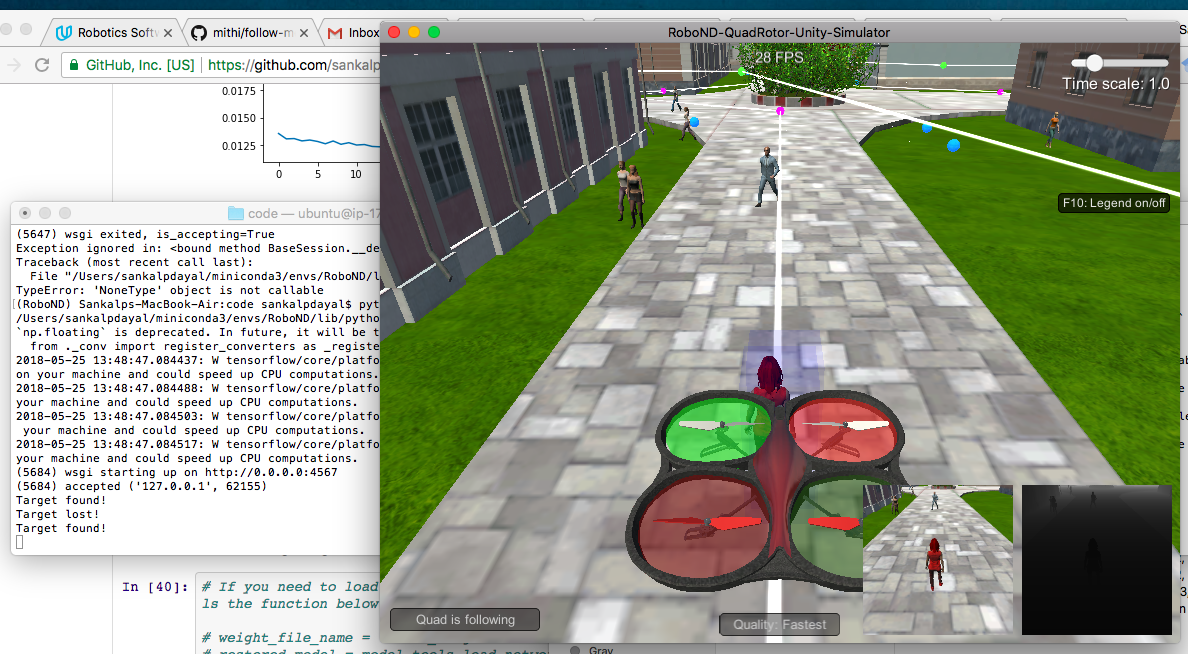 Robotics Softw
mithi/follow-m
Inbox
GitHub, Inc. [US]
https://github.com/sankalp
0.0175
0.0150
0.0125
0
5
10
code — ubuntu@ip-17
(5647) wsgi exited, is_accepting=True
Exception ignored in: <bound method BaseSession.__de
Traceback (most recent call last):
File "/Users/sankalpdayal/miniconda3/envs/RoboND/l
TypeError: 'NoneType' object is not callable
(RoboND) Sankalps-MacBook-Air:code sankalpdayal$ pyt
/Users/sankalpdayal/miniconda3/envs/RoboND/lib/pytho
`np.floating` is deprecated. In future, it will be t
from ._conv import register_converters as _registe
2018-05-25 13:48:47.084437: W tensorflow/core/platfo
on your machine and could speed up CPU computations.
2018-05-25 13:48:47.084488: W tensorflow/core/platfo
your machine and could speed up CPU computations.
2018-05-25 13:48:47.084503: W tensorflow/core/platfo
your machine and could speed up CPU computations.
2018-05-25 13:48:47.084517: W tensorflow/core/platfo
your machine and could speed up CPU computations.
(5684) wsgi starting up on http://0.0.0.0:4567
(5684) accepted ('127.0.0.1', 62155)
Target found!
Target lost!
Target found!
In [40]:
# If you need to load
ls the function below
# weight_file_name =
RoboND-QuadRotor-Unity-Simulator
28 FPS
Time scale: 1.0
F10: Legend on/off
Quad is following
Quality: Fastest
Gray